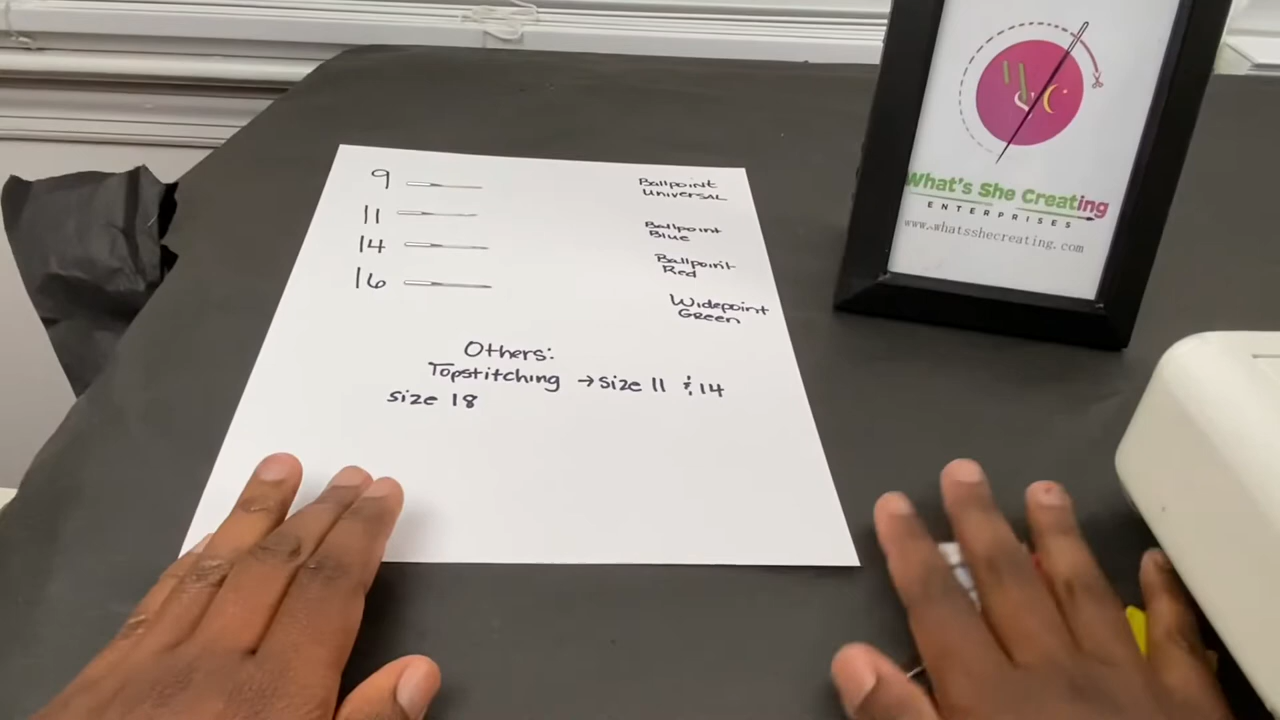 9
Ballpoint
Universal
11
Ballpoint
Blue
14
Ballpoint
Red
16
Widepoint
Green
Others:
Topstitching → size 11 & 14
size 18
What's She Creating
ENTERPRISES
www.whatsshecreating.com